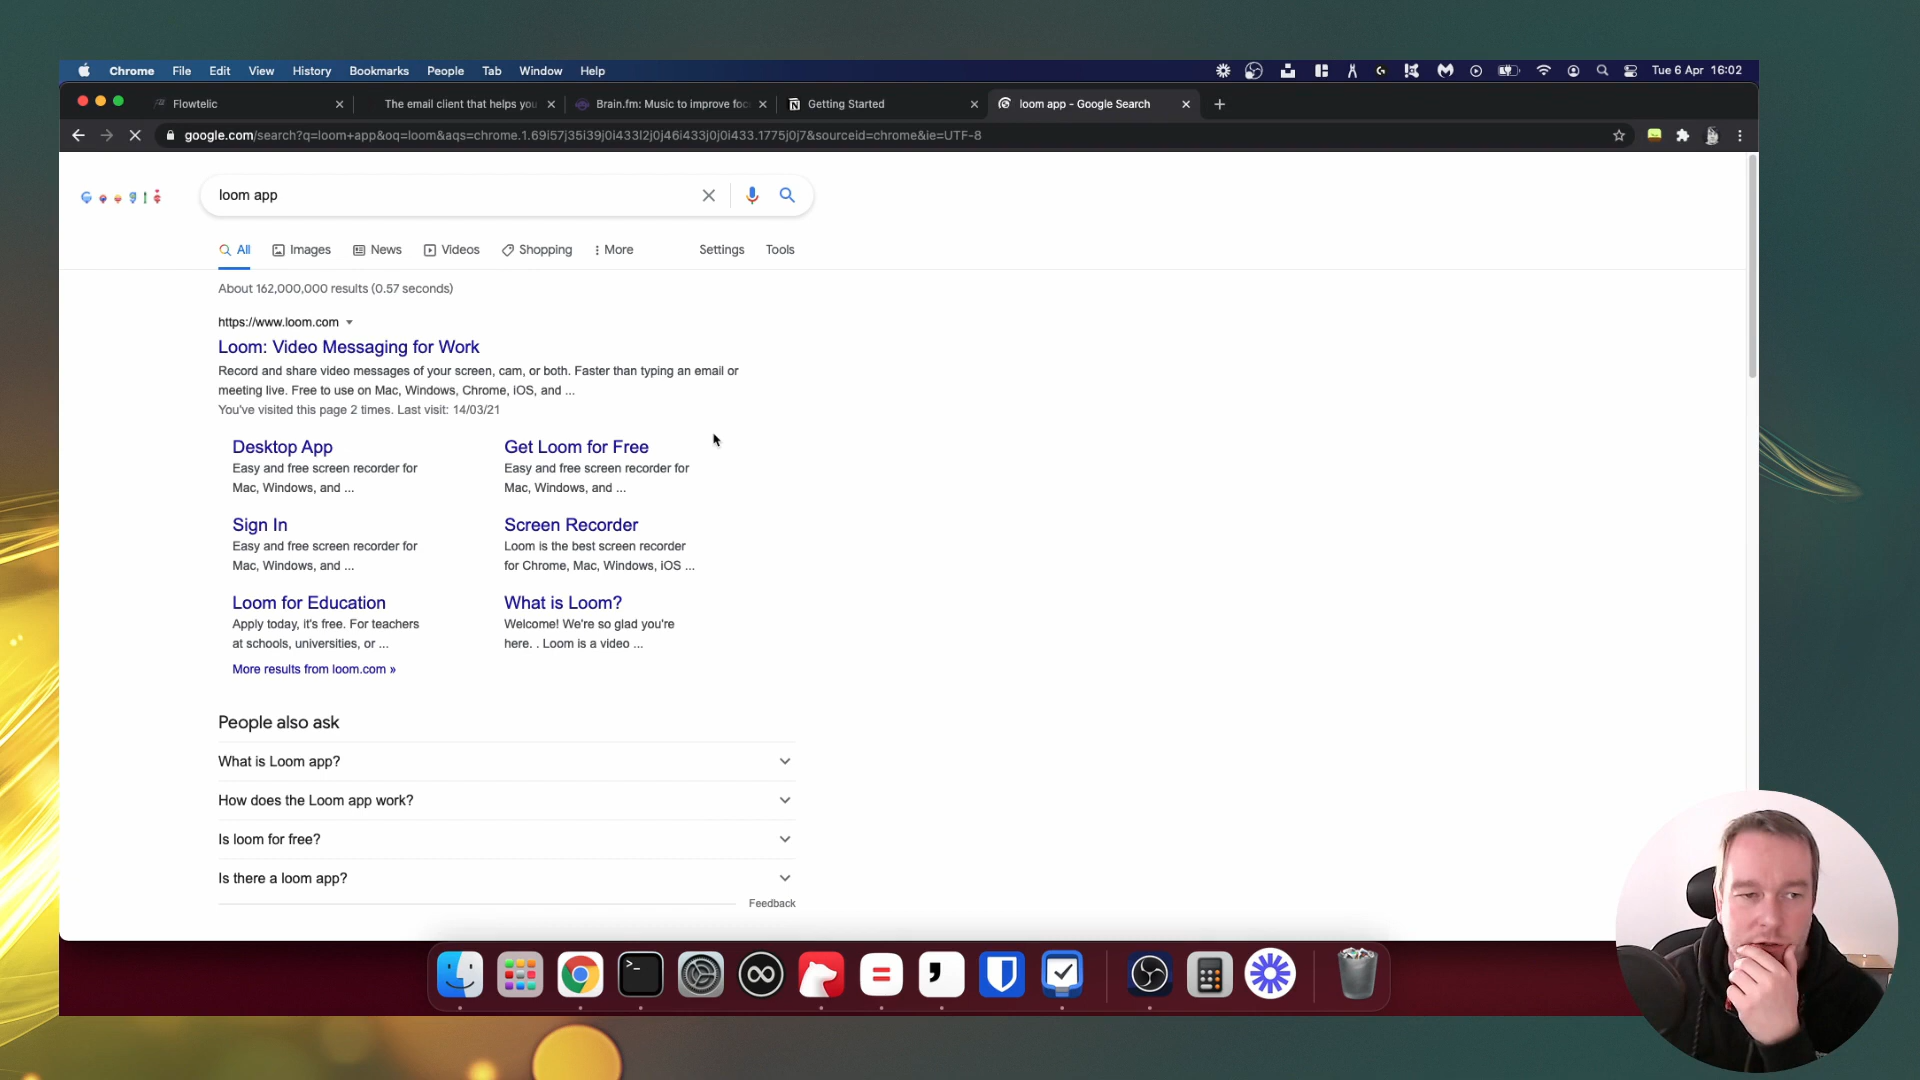 Chrome File Edit View History Bookmarks People Tab Window Help Tue 6 Apr 16:02
Flowtelic The email client that helps you Brain.fm: Music to improve foc Getting Started loom app - Google Search
google.com/search?q=loom+app&oq=loom&aqs=chrome.1.69i57j35i39j0i433l2j0j46i433j0j0i433.1775j0j7&sourceid=chrome&ie=UTF-8
loom app
All Images News Videos Shopping More Settings Tools
About 162,000,000 results (0.57 seconds)
https://www.loom.com
Loom: Video Messaging for Work
Record and share video messages of your screen, cam, or both. Faster than typing an email or
meeting live. Free to use on Mac, Windows, Chrome, iOS, and ...
You've visited this page 2 times. Last visit: 14/03/21
Desktop App
Easy and free screen recorder for
Mac, Windows, and ...
Get Loom for Free
Easy and free screen recorder for
Mac, Windows, and ...
Sign In
Easy and free screen recorder for
Mac, Windows, and ...
Screen Recorder
Loom is the best screen recorder
for Chrome, Mac, Windows, iOS ...
Loom for Education
Apply today, it's free. For teachers
at schools, universities, or ...
What is Loom?
Welcome! We're so glad you're
here. . Loom is a video ...
More results from loom.com »
People also ask
What is Loom app?
How does the Loom app work?
Is loom for free?
Is there a loom app?
Feedback